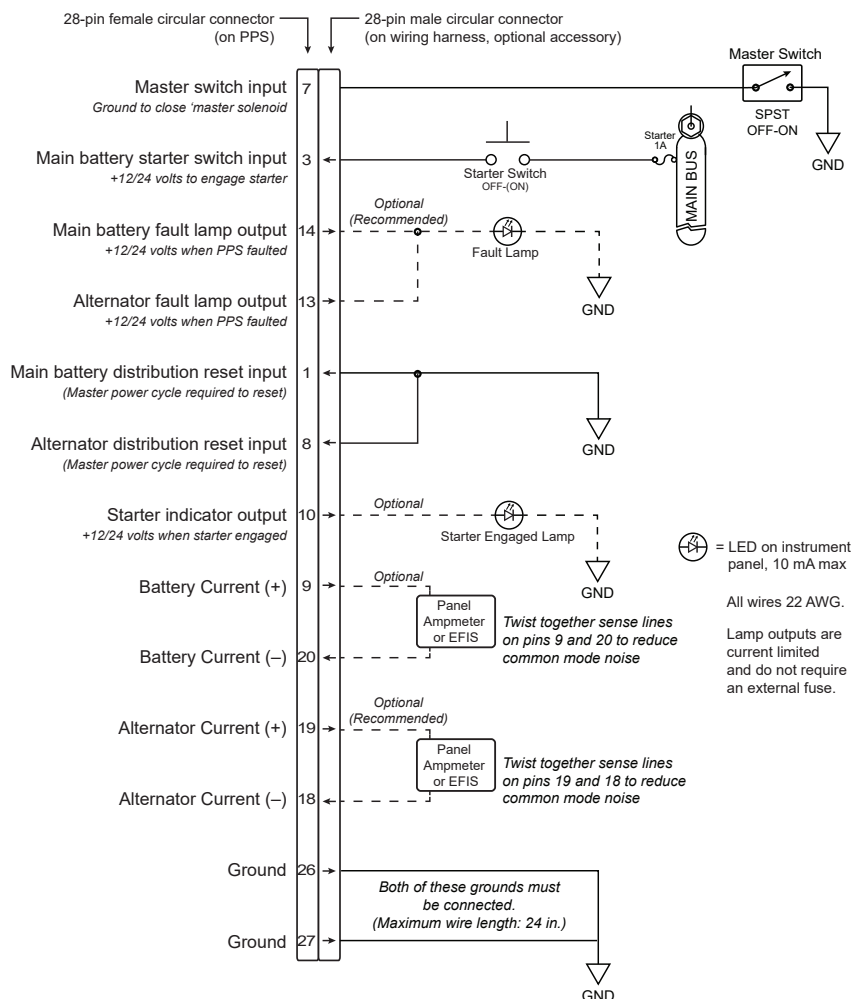 28-pin female circular connector
(on PPS)
28-pin male circular connector
(on wiring harness, optional accessory)
Master Switch
Master switch input
Ground to close 'master solenoid
7
SPST
OFF-ON
GND
Main battery starter switch input
+12/24 volts to engage starter
3
Starter Switch
OFF-(ON)
Starter
1A
MAIN BUS
Main battery fault lamp output
+12/24 volts when PPS faulted
14
Optional
(Recommended)
Fault Lamp
GND
Alternator fault lamp output
+12/24 volts when PPS faulted
13
Main battery distribution reset input
(Master power cycle required to reset)
1
GND
Alternator distribution reset input
(Master power cycle required to reset)
8
Starter indicator output
+12/24 volts when starter engaged
10
Optional
Starter Engaged Lamp
GND
= LED on instrument
panel, 10 mA max
All wires 22 AWG.
Lamp outputs are
current limited
and do not require
an external fuse.
Battery Current (+)
9
Optional
Panel
Ampmeter
or EFIS
Twist together sense lines
on pins 9 and 20 to reduce
common mode noise
Battery Current (–)
20
Alternator Current (+)
19
Optional
(Recommended)
Panel
Ampmeter
or EFIS
Twist together sense lines
on pins 19 and 18 to reduce
common mode noise
Alternator Current (–)
18
Ground
26
Both of these grounds must
be connected.
(Maximum wire length: 24 in.)
Ground
27
GND